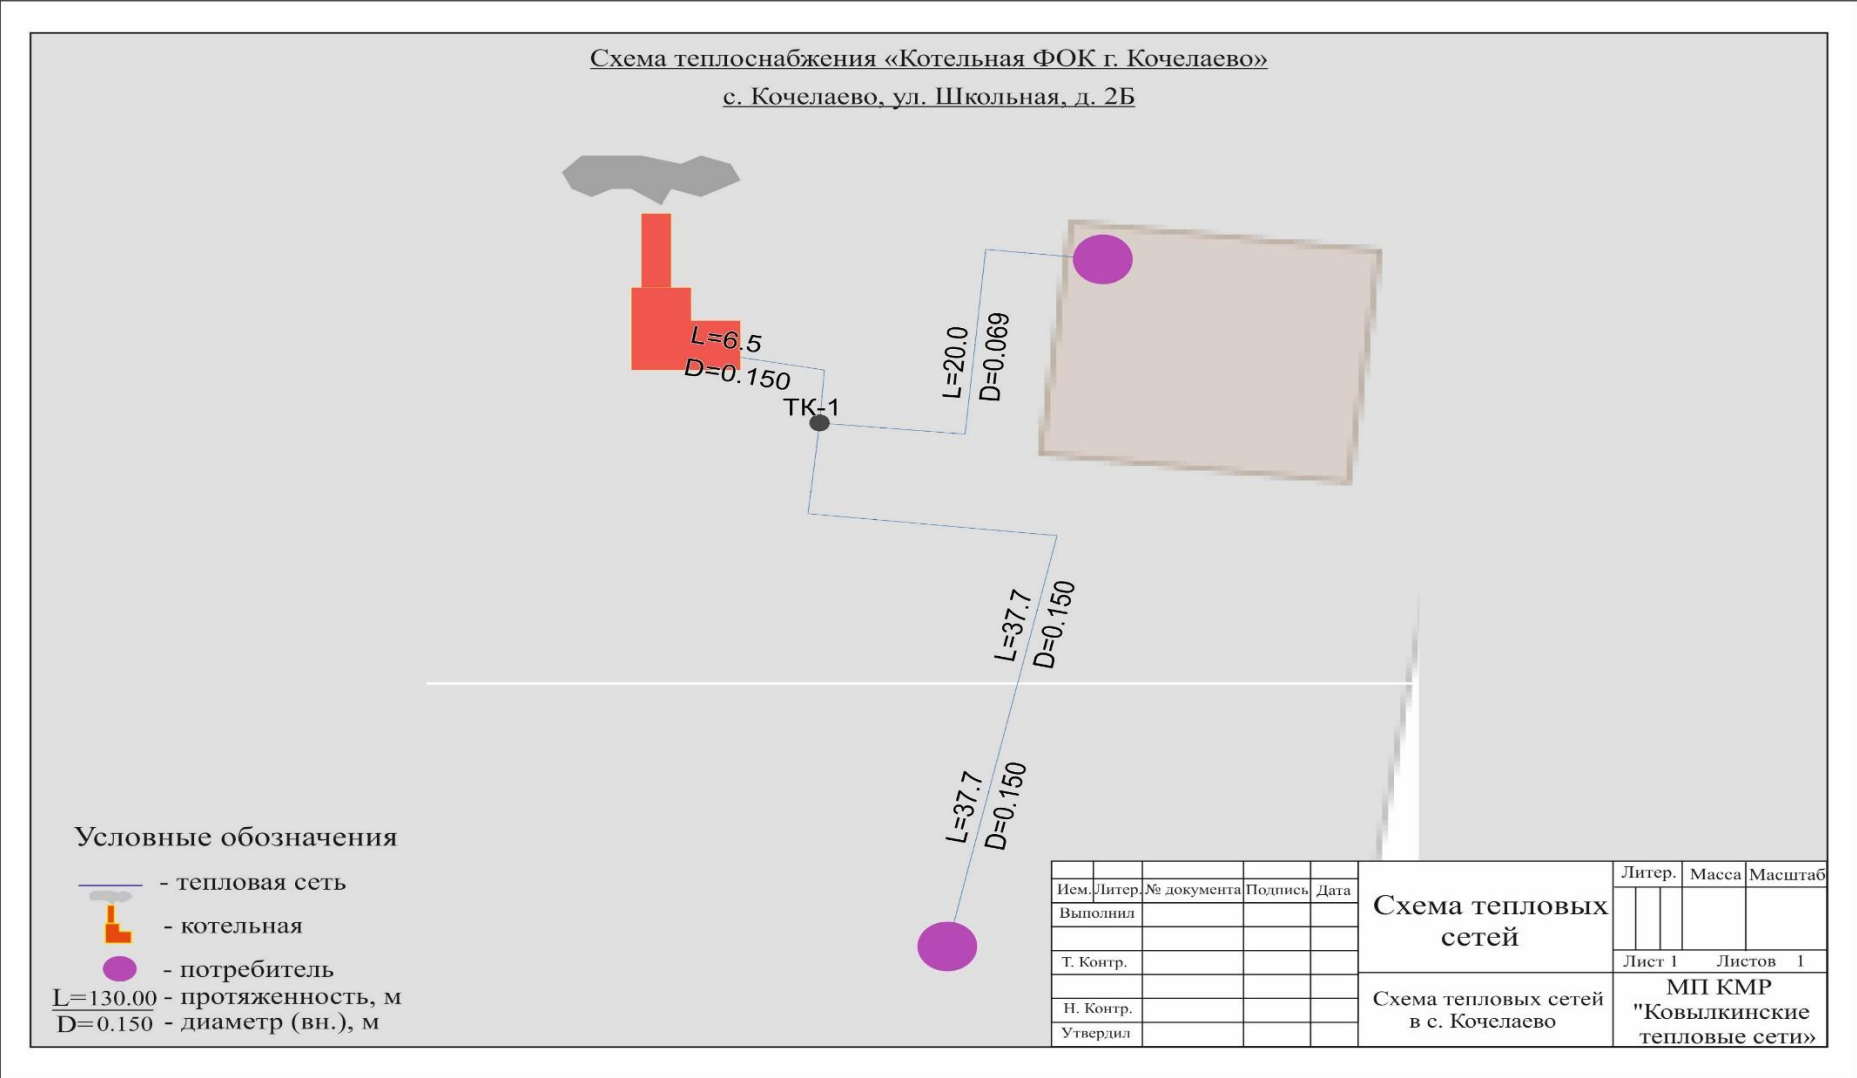 Схема теплоснабжения «Котельная ФОК г. Кочелаево»
с. Кочелаево, ул. Школьная, д. 2Б
L=6.5
D=0.150
ТК-1
L=20.0
D=0.069
L=37.7
D=0.150
L=37.7
D=0.150
Условные обозначения
- тепловая сеть
- котельная
- потребитель
L=130.00 - протяженность, м
D=0.150 - диаметр (вн.), м
Ием. Литер. № документа Подпись Дата
Выполнил
Т. Контр.
Н. Контр.
Утвердил
Схема тепловых
сетей
Схема тепловых сетей
в с. Кочелаево
Литер. Масса Масштаб
Лист 1 Листов 1
МП КМР
"Ковылкинские
тепловые сети»